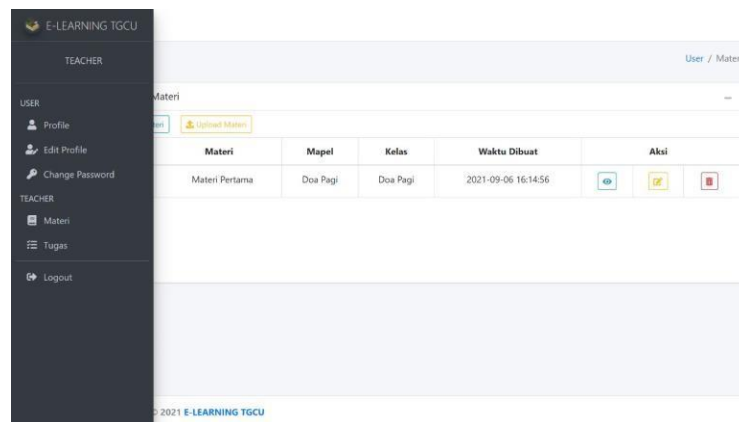 E-LEARNING TGCU
TEACHER
USER
Profile
Edit Profile
Change Password
TEACHER
Materi
Tugas
Logout
User / Mater
Materi
Upload Materi
Materi Mapel Kelas Waktu Dibuat Aksi
Materi Pertama Doa Pagi Doa Pagi 2021-09-06 16:14:56
2021 E-LEARNING TGCU